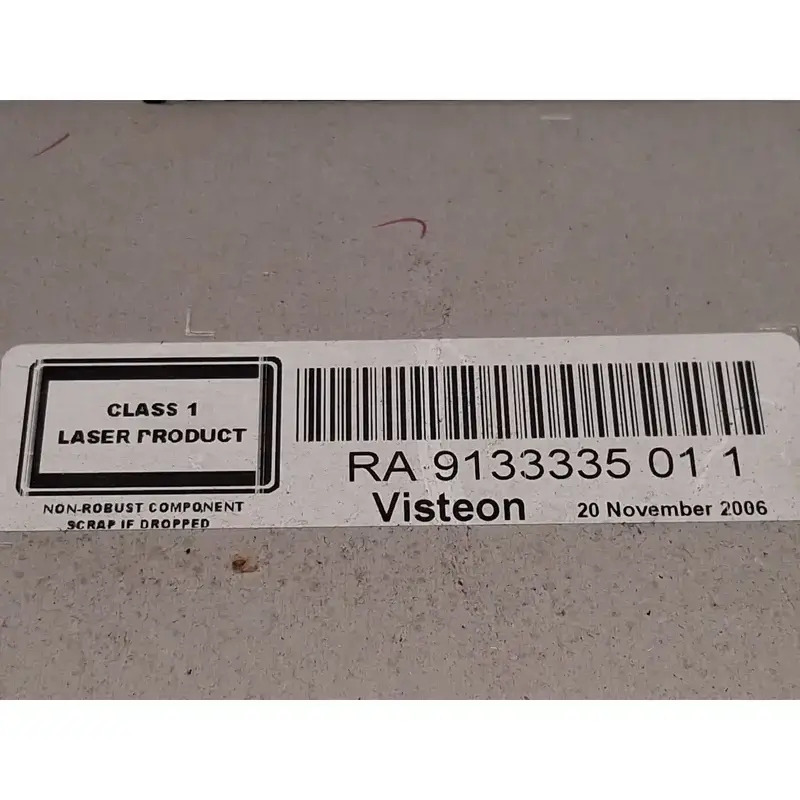 CLASS 1
LASER PRODUCT
NON-ROBUST COMPONENT
SCRAP IF DROPPED
RA 9133335 01 1
Visteon
20 November 2006